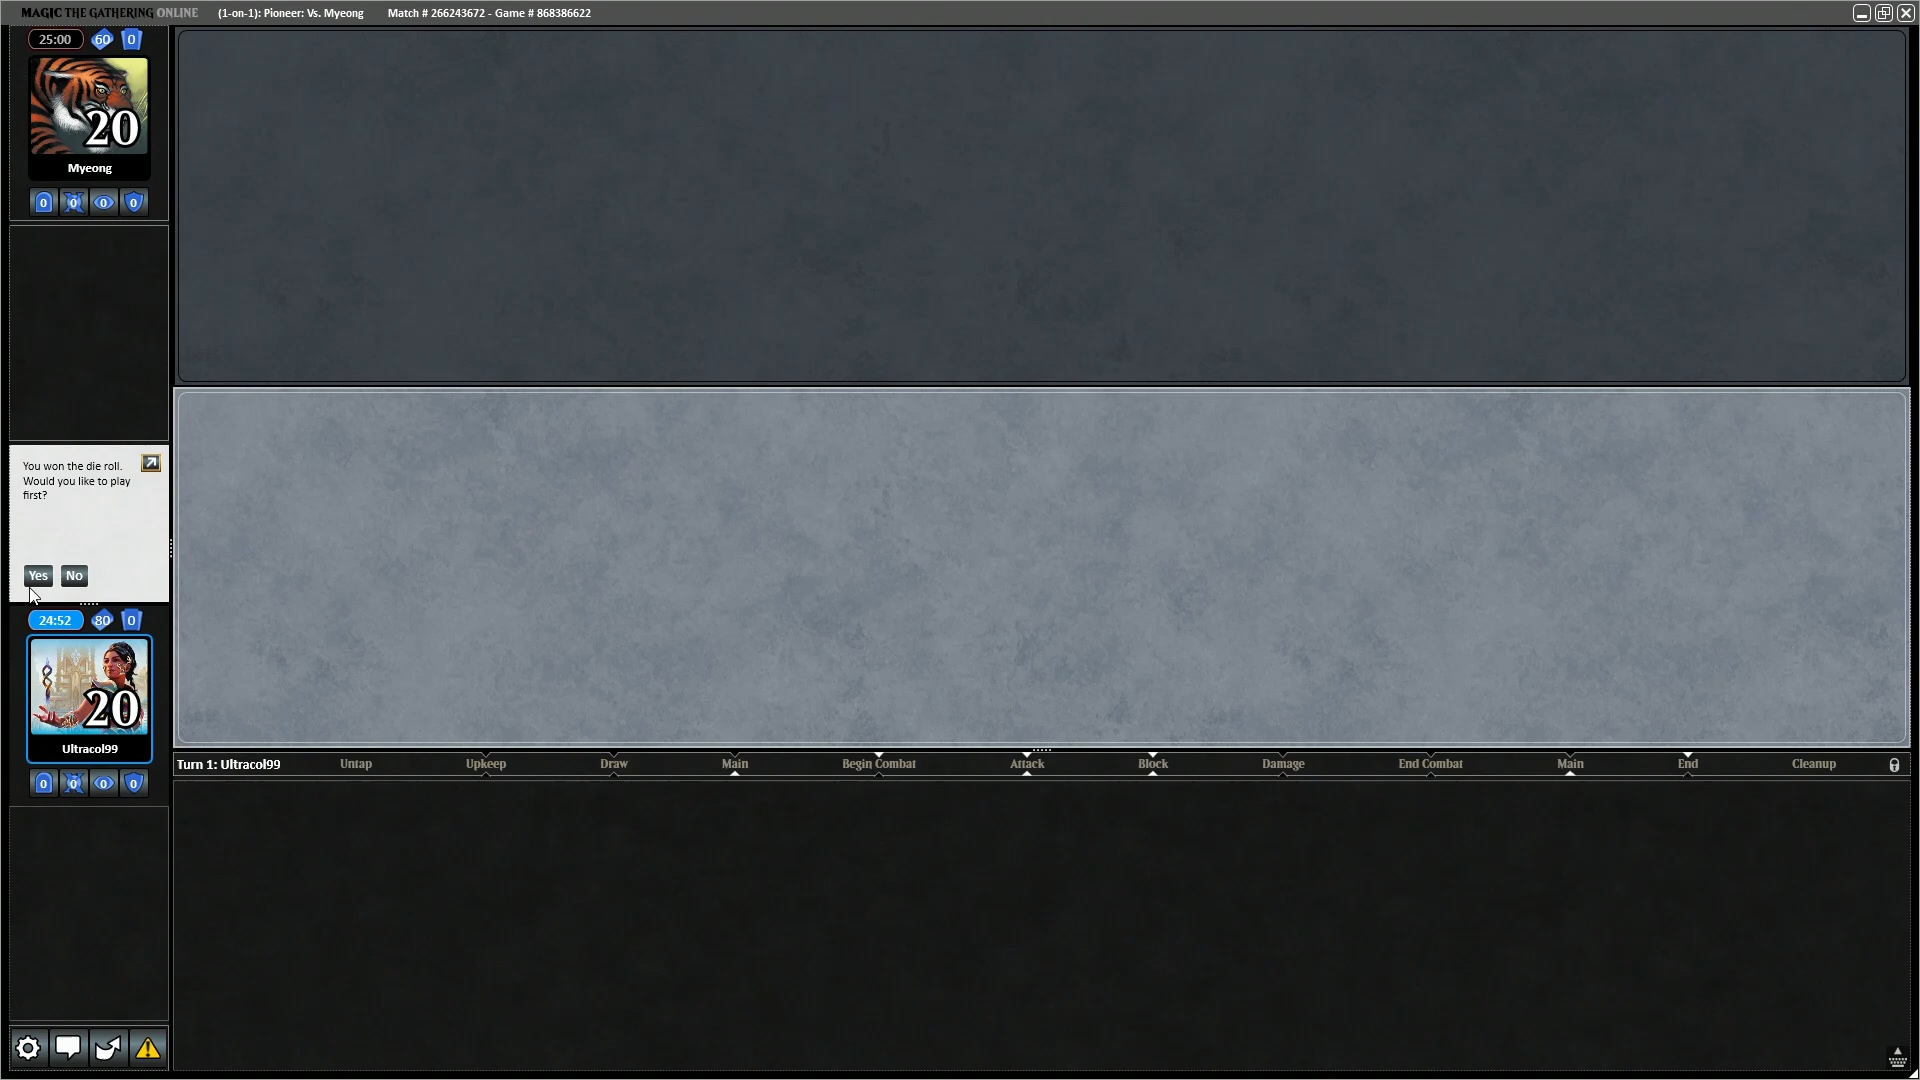 MAGIC THE GATHERING ONLINE (1-on-1): Pioneer: Vs. Myeong Match # 266243672 - Game # 868386622
25:00 60 0
20
Myeong
0 0 0 0
You won the die roll.
Would you like to play
first?
Yes No
24:52 80 0
20
Ultracol99
Turn 1: Ultracol99 Untap Upkeep Draw Main Begin Combat Attack Block Damage End Combat Main End Cleanup
0 0 0 0